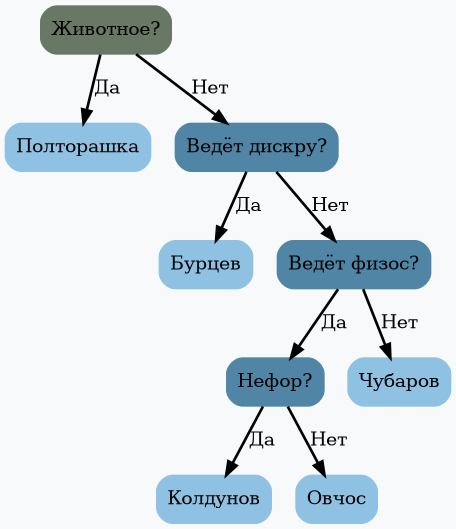 Животное?
Да
Нет
Полторашка
Ведёт дискру?
Да
Нет
Бурцев
Ведёт физос?
Да
Нет
Нефор?
Чубаров
Да
Нет
Колдунов
Овчос